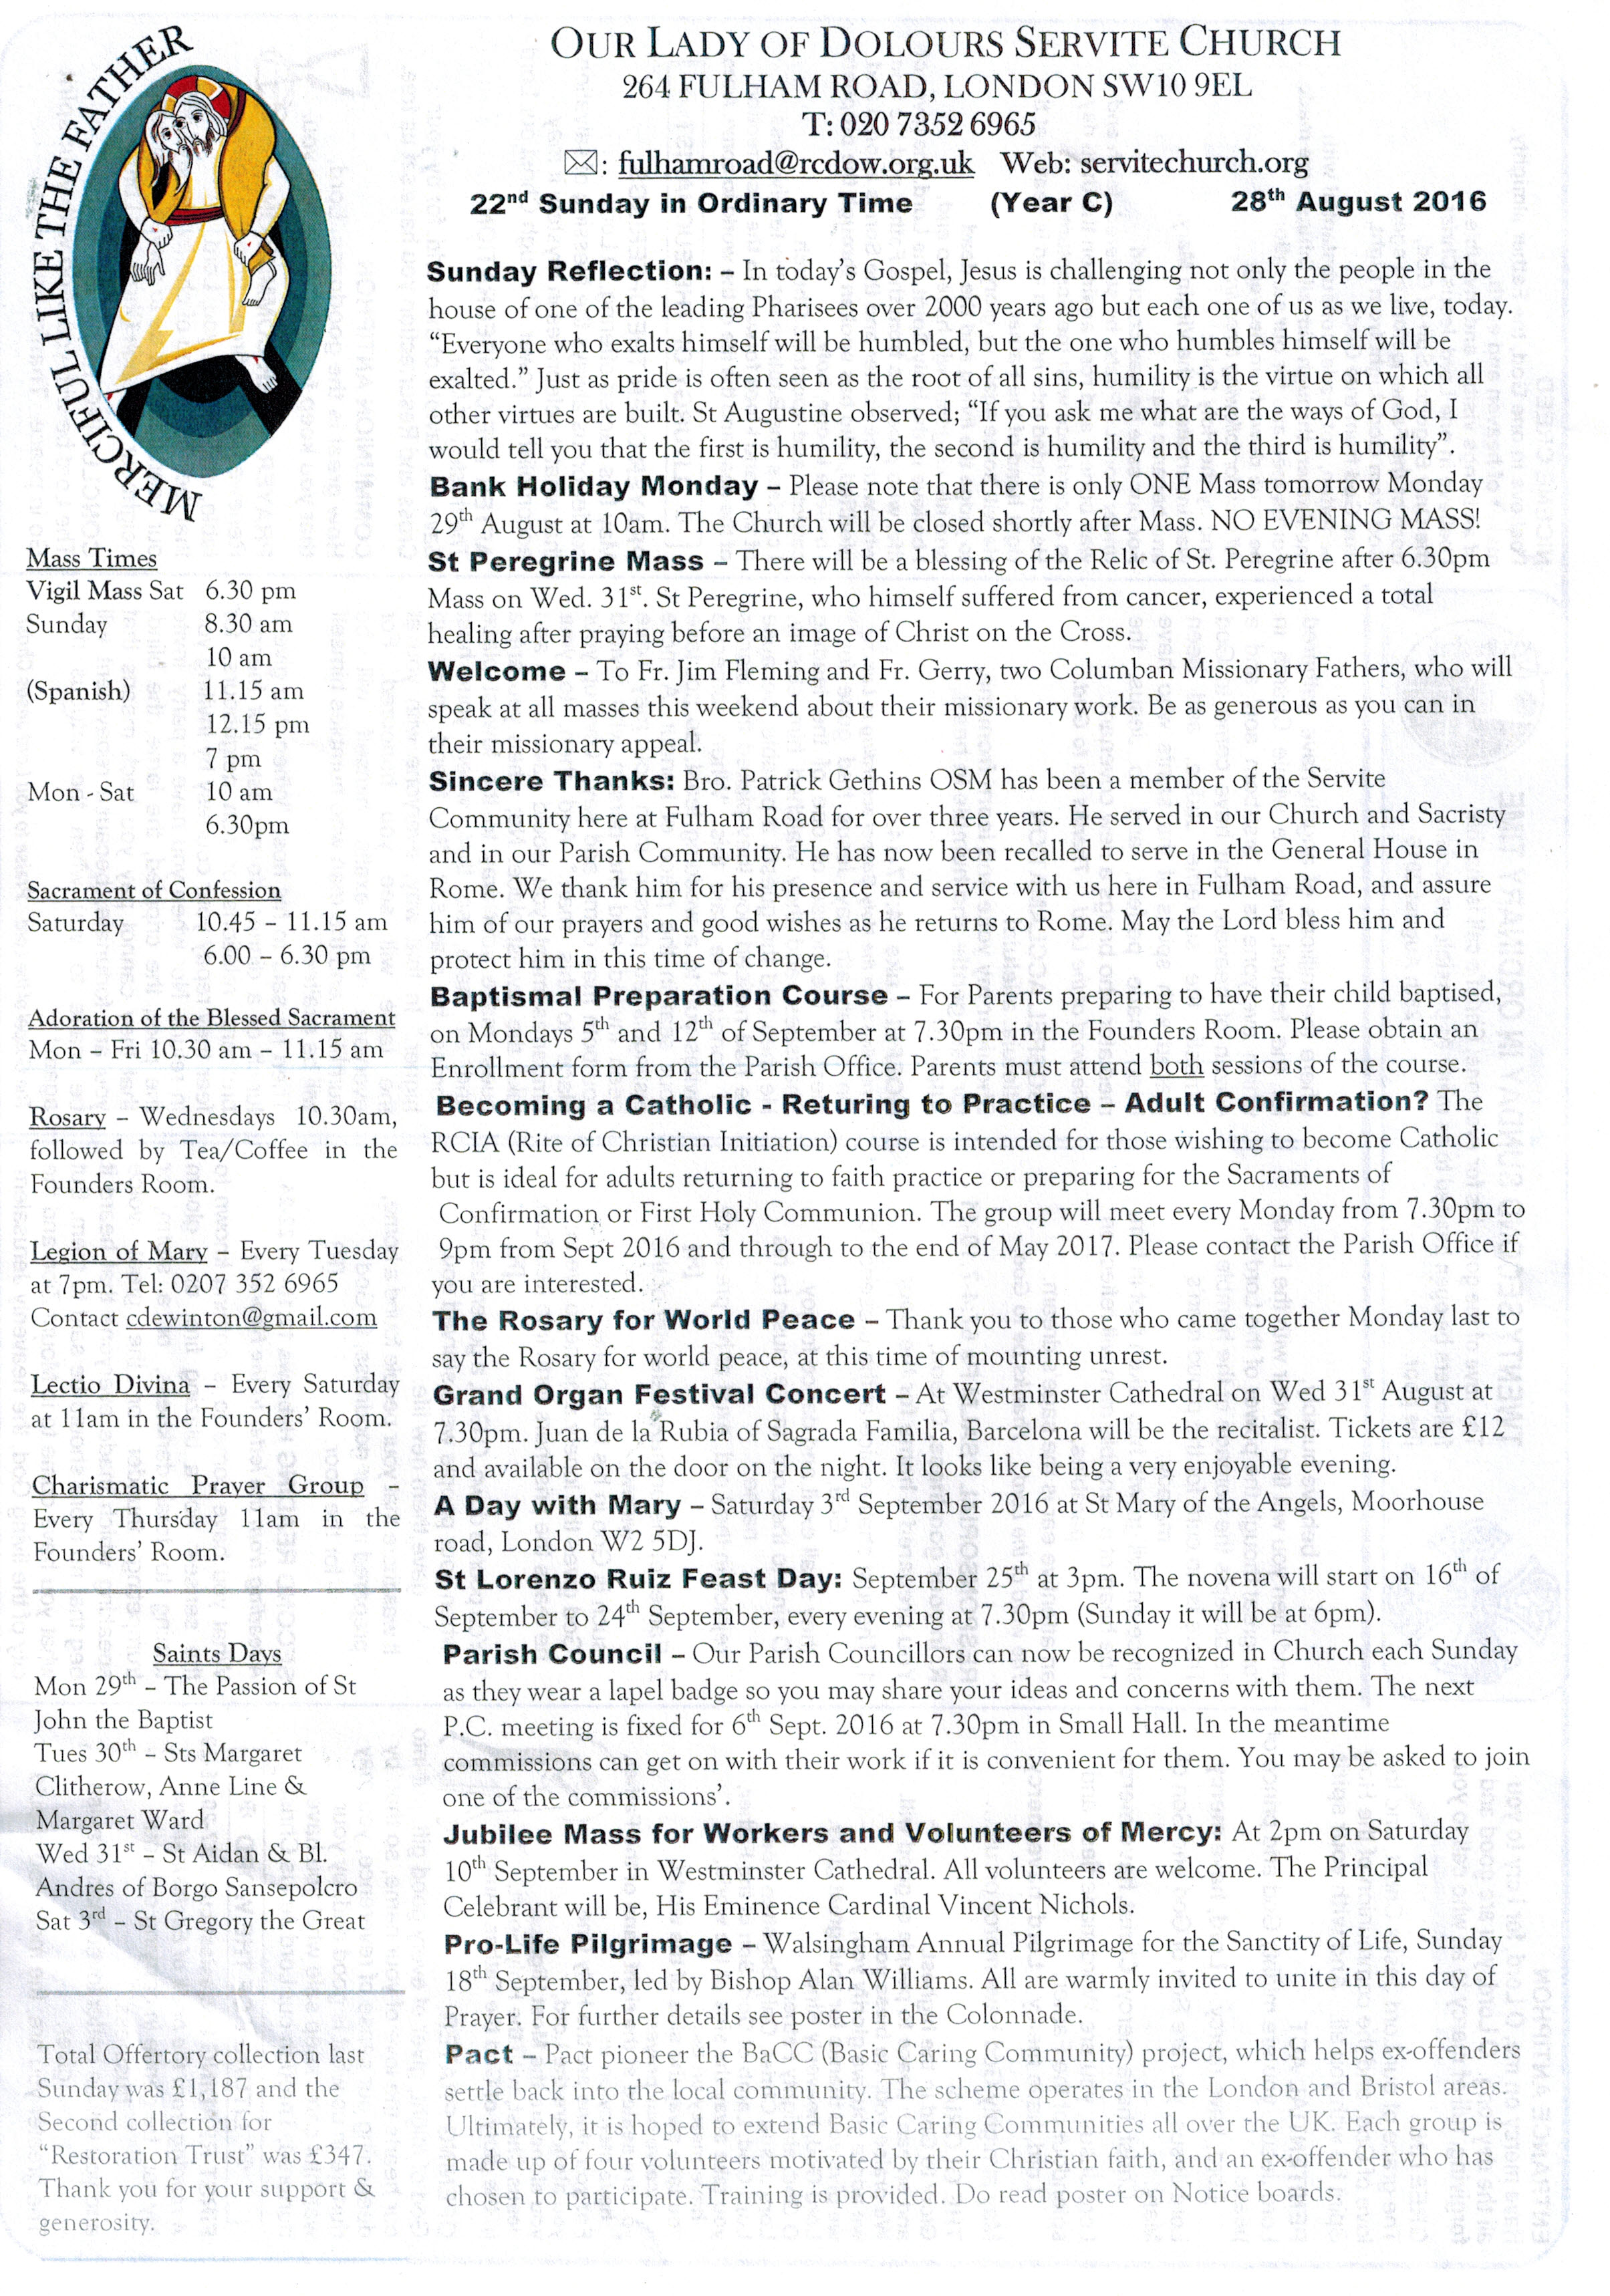 MERCIFUL LIKE THE FATHER
OUR LADY OF DOLOURS SERVITE CHURCH
264 FULHAM ROAD, LONDON SW10 9EL
T: 020 7352 6965
✉: fulhamroad@rcdow.org.uk Web: servitechurch.org
22nd Sunday in Ordinary Time (Year C) 28th August 2016
Mass Times
Vigil Mass Sat 6.30 pm
Sunday 8.30 am
10 am
(Spanish) 11.15 am
12.15 pm
7 pm
Mon - Sat 10 am
6.30pm
Sacrament of Confession
Saturday 10.45 – 11.15 am
6.00 – 6.30 pm
Adoration of the Blessed Sacrament
Mon – Fri 10.30 am – 11.15 am
Rosary – Wednesdays 10.30am,
followed by Tea/Coffee in the
Founders Room.
Legion of Mary – Every Tuesday
at 7pm. Tel: 0207 352 6965
Contact cdewinton@gmail.com
Lectio Divina – Every Saturday
at 11am in the Founders' Room.
Charismatic Prayer Group –
Every Thursday 11am in the
Founders' Room.
Saints Days
Mon 29th – The Passion of St
John the Baptist
Tues 30th – Sts Margaret
Clitherow, Anne Line &
Margaret Ward
Wed 31st – St Aidan & Bl.
Andres of Borgo Sansepolcro
Sat 3rd – St Gregory the Great
Total Offertory collection last
Sunday was £1,187 and the
Second collection for
“Restoration Trust” was £347.
Thank you for your support &
generosity.
Sunday Reflection: – In today's Gospel, Jesus is challenging not only the people in the
house of one of the leading Pharisees over 2000 years ago but each one of us as we live, today.
“Everyone who exalts himself will be humbled, but the one who humbles himself will be
exalted.” Just as pride is often seen as the root of all sins, humility is the virtue on which all
other virtues are built. St Augustine observed; “If you ask me what are the ways of God, I
would tell you that the first is humility, the second is humility and the third is humility”.
Bank Holiday Monday – Please note that there is only ONE Mass tomorrow Monday
29th August at 10am. The Church will be closed shortly after Mass. NO EVENING MASS!
St Peregrine Mass – There will be a blessing of the Relic of St. Peregrine after 6.30pm
Mass on Wed. 31st. St Peregrine, who himself suffered from cancer, experienced a total
healing after praying before an image of Christ on the Cross.
Welcome – To Fr. Jim Fleming and Fr. Gerry, two Columban Missionary Fathers, who will
speak at all masses this weekend about their missionary work. Be as generous as you can in
their missionary appeal.
Sincere Thanks: Bro. Patrick Gethins OSM has been a member of the Servite
Community here at Fulham Road for over three years. He served in our Church and Sacristy
and in our Parish Community. He has now been recalled to serve in the General House in
Rome. We thank him for his presence and service with us here in Fulham Road, and assure
him of our prayers and good wishes as he returns to Rome. May the Lord bless him and
protect him in this time of change.
Baptismal Preparation Course – For Parents preparing to have their child baptised,
on Mondays 5th and 12th of September at 7.30pm in the Founders Room. Please obtain an
Enrollment form from the Parish Office. Parents must attend both sessions of the course.
Becoming a Catholic - Returing to Practice – Adult Confirmation? The
RCIA (Rite of Christian Initiation) course is intended for those wishing to become Catholic
but is ideal for adults returning to faith practice or preparing for the Sacraments of
Confirmation or First Holy Communion. The group will meet every Monday from 7.30pm to
9pm from Sept 2016 and through to the end of May 2017. Please contact the Parish Office if
you are interested.
The Rosary for World Peace – Thank you to those who came together Monday last to
say the Rosary for world peace, at this time of mounting unrest.
Grand Organ Festival Concert – At Westminster Cathedral on Wed 31st August at
7.30pm. Juan de la Rubia of Sagrada Familia, Barcelona will be the recitalist. Tickets are £12
and available on the door on the night. It looks like being a very enjoyable evening.
A Day with Mary – Saturday 3rd September 2016 at St Mary of the Angels, Moorhouse
road, London W2 5DJ.
St Lorenzo Ruiz Feast Day: September 25th at 3pm. The novena will start on 16th of
September to 24th September, every evening at 7.30pm (Sunday it will be at 6pm).
Parish Council – Our Parish Councillors can now be recognized in Church each Sunday
as they wear a lapel badge so you may share your ideas and concerns with them. The next
P.C. meeting is fixed for 6th Sept. 2016 at 7.30pm in Small Hall. In the meantime
commissions can get on with their work if it is convenient for them. You may be asked to join
one of the commissions'.
Jubilee Mass for Workers and Volunteers of Mercy: At 2pm on Saturday
10th September in Westminster Cathedral. All volunteers are welcome. The Principal
Celebrant will be, His Eminence Cardinal Vincent Nichols.
Pro-Life Pilgrimage – Walsingham Annual Pilgrimage for the Sanctity of Life, Sunday
18th September, led by Bishop Alan Williams. All are warmly invited to unite in this day of
Prayer. For further details see poster in the Colonnade.
Pact – Pact pioneer the BaCC (Basic Caring Community) project, which helps ex-offenders
settle back into the local community. The scheme operates in the London and Bristol areas.
Ultimately, it is hoped to extend Basic Caring Communities all over the UK. Each group is
made up of four volunteers motivated by their Christian faith, and an ex-offender who has
chosen to participate. Training is provided. Do read poster on Notice boards.